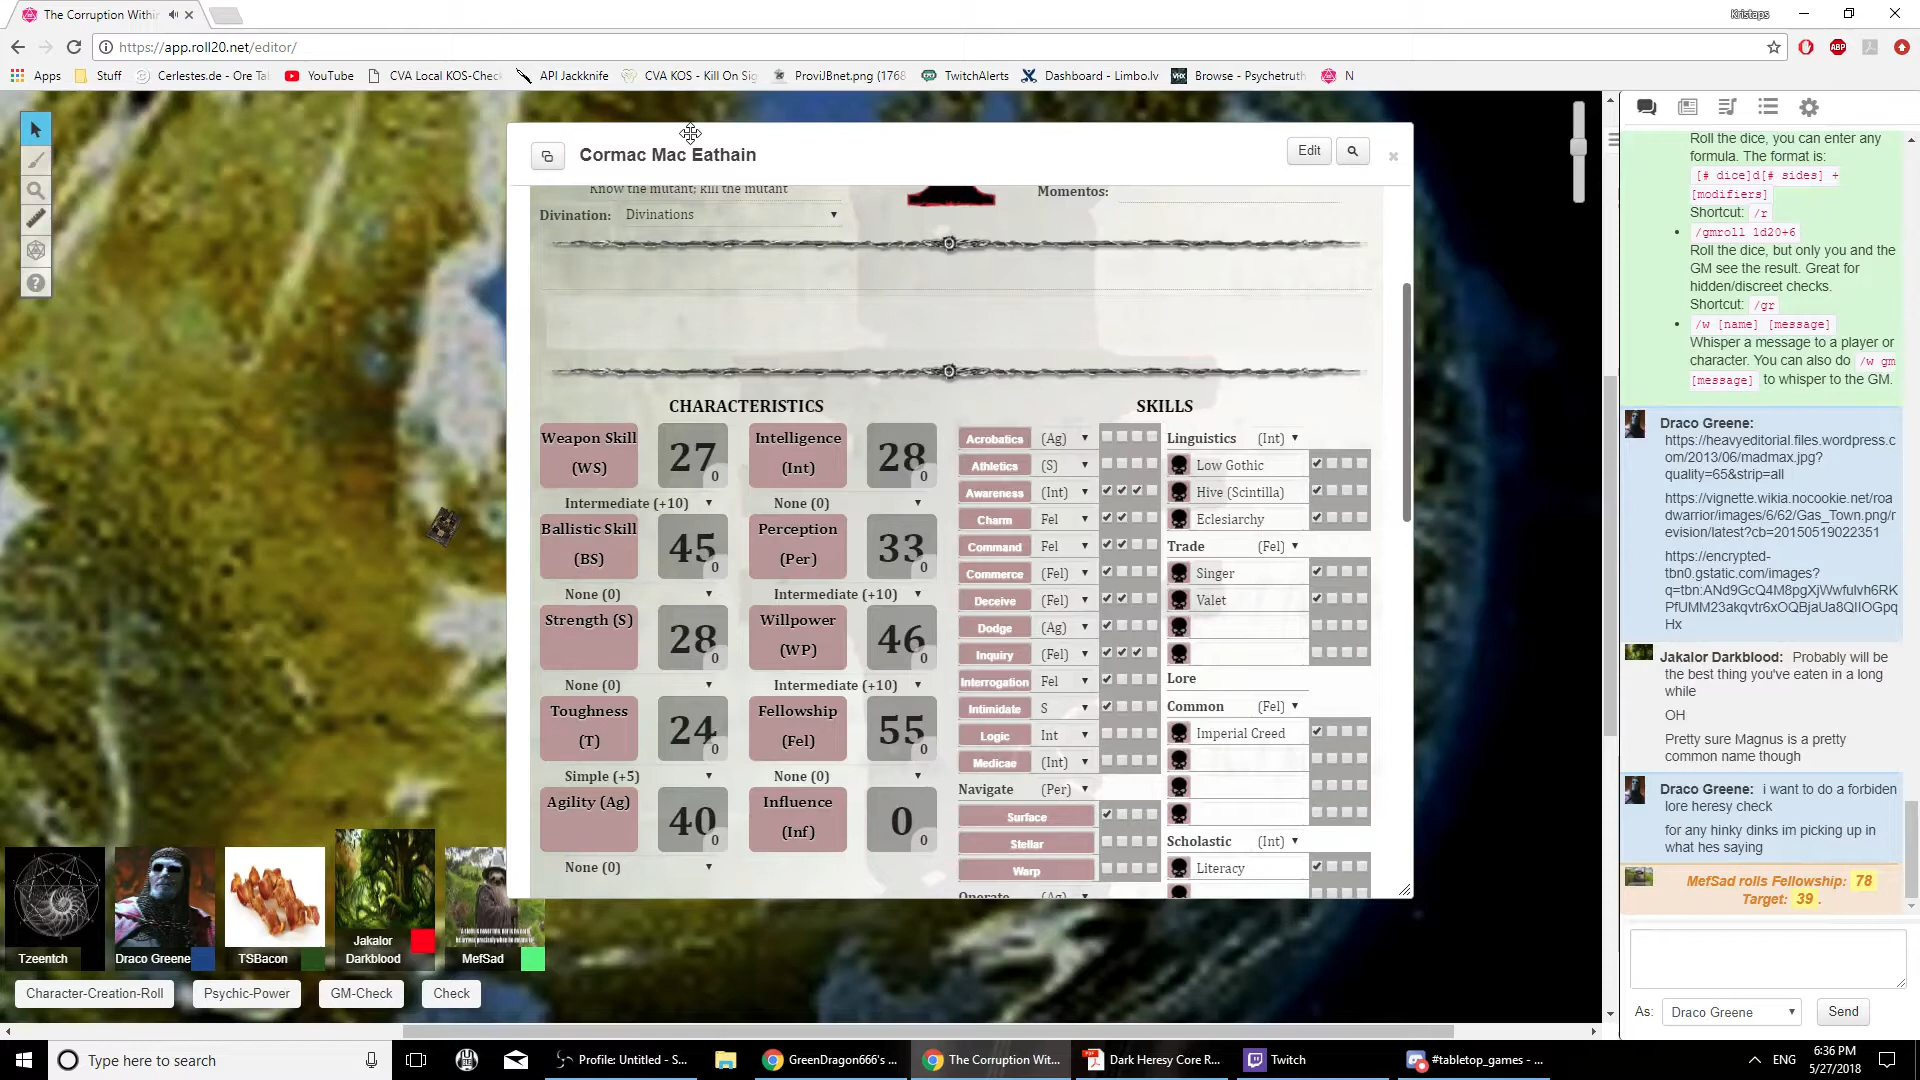 The Corruption Within
Kristaps
https://app.roll20.net/editor/
Apps Stuff Cerlestes.de - Ore Ta YouTube CVA Local KOS-Check API Jackknife CVA KOS - Kill On Sig ProviJBnet.png (1768 TwitchAlerts Dashboard - Limbo.lv Browse - Psychetruth N
Cormac Mac Eathain
Edit
Know the mutant; kill the mutant
Momentos:
Divination: Divinations
CHARACTERISTICS
Weapon Skill (WS) 27 0 Intelligence (Int) 28 0
Intermediate (+10) None (0)
Ballistic Skill (BS) 45 0 Perception (Per) 33 0
None (0) Intermediate (+10)
Strength (S) 28 0 Willpower (WP) 46 0
None (0) Intermediate (+10)
Toughness (T) 24 0 Fellowship (Fel) 55 0
Simple (+5) None (0)
Agility (Ag) 40 0 Influence (Inf) 0 0
None (0)
SKILLS
Acrobatics (Ag)
Athletics (S)
Awareness (Int)
Charm Fel
Command Fel
Commerce (Fel)
Deceive (Fel)
Dodge (Ag)
Inquiry (Fel)
Interrogation Fel
Intimidate S
Logic Int
Medicae (Int)
Navigate (Per)
Surface
Stellar
Warp
Operate (Ag)
Linguistics (Int)
Low Gothic
Hive (Scintilla)
Eclesiarchy
Trade (Fel)
Singer
Valet
Lore
Common (Fel)
Imperial Creed
Scholastic (Int)
Literacy
Roll the dice, you can enter any
formula. The format is:
[# dice]d[# sides] +
[modifiers]
Shortcut: /r
/gmroll 1d20+6
Roll the dice, but only you and the
GM see the result. Great for
hidden/discreet checks.
Shortcut: /gr
/w [name] [message]
Whisper a message to a player or
character. You can also do /w gm
[message] to whisper to the GM.
Draco Greene:
https://heavyeditorial.files.wordpress.c
om/2013/06/madmax.jpg?
quality=65&strip=all
https://vignette.wikia.nocookie.net/roa
dwarrior/images/6/62/Gas_Town.png/r
evision/latest?cb=20150519022351
https://encrypted-
tbn0.gstatic.com/images?
q=tbn:ANd9GcQ4M8pgXjWwfulvh6RK
PfUMM23akqvtr6xOQBjaUa8QIIOGpq
Hx
Jakalor Darkblood: Probably will be
the best thing you've eaten in a long
while
OH
Pretty sure Magnus is a pretty
common name though
Draco Greene: i want to do a forbiden
lore heresy check
for any hinky dinks im picking up in
what hes saying
MefSad rolls Fellowship: 78
Target: 39 .
As: Draco Greene Send
Tzeentch Draco Greene TSBacon Jakalor Darkblood MefSad
Character-Creation-Roll Psychic-Power GM-Check Check
Type here to search
Profile: Untitled - S... GreenDragon666's ... The Corruption Wit... Dark Heresy Core R... Twitch #tabletop_games - ...
ENG
6:36 PM
5/27/2018